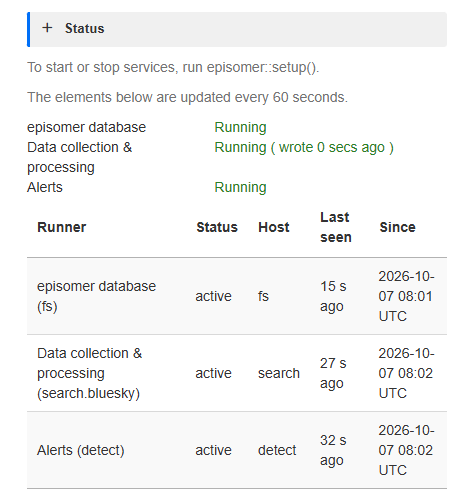 + Status
To start or stop services, run episomer::setup().
The elements below are updated every 60 seconds.
episomer database Running
Data collection & Running ( wrote 0 secs ago )
processing
Alerts Running
Runner Status Host Last seen Since
episomer database (fs) active fs 15 s ago 2026-10-07 08:01 UTC
Data collection & processing (search.bluesky) active search 27 s ago 2026-10-07 08:02 UTC
Alerts (detect) active detect 32 s ago 2026-10-07 08:02 UTC